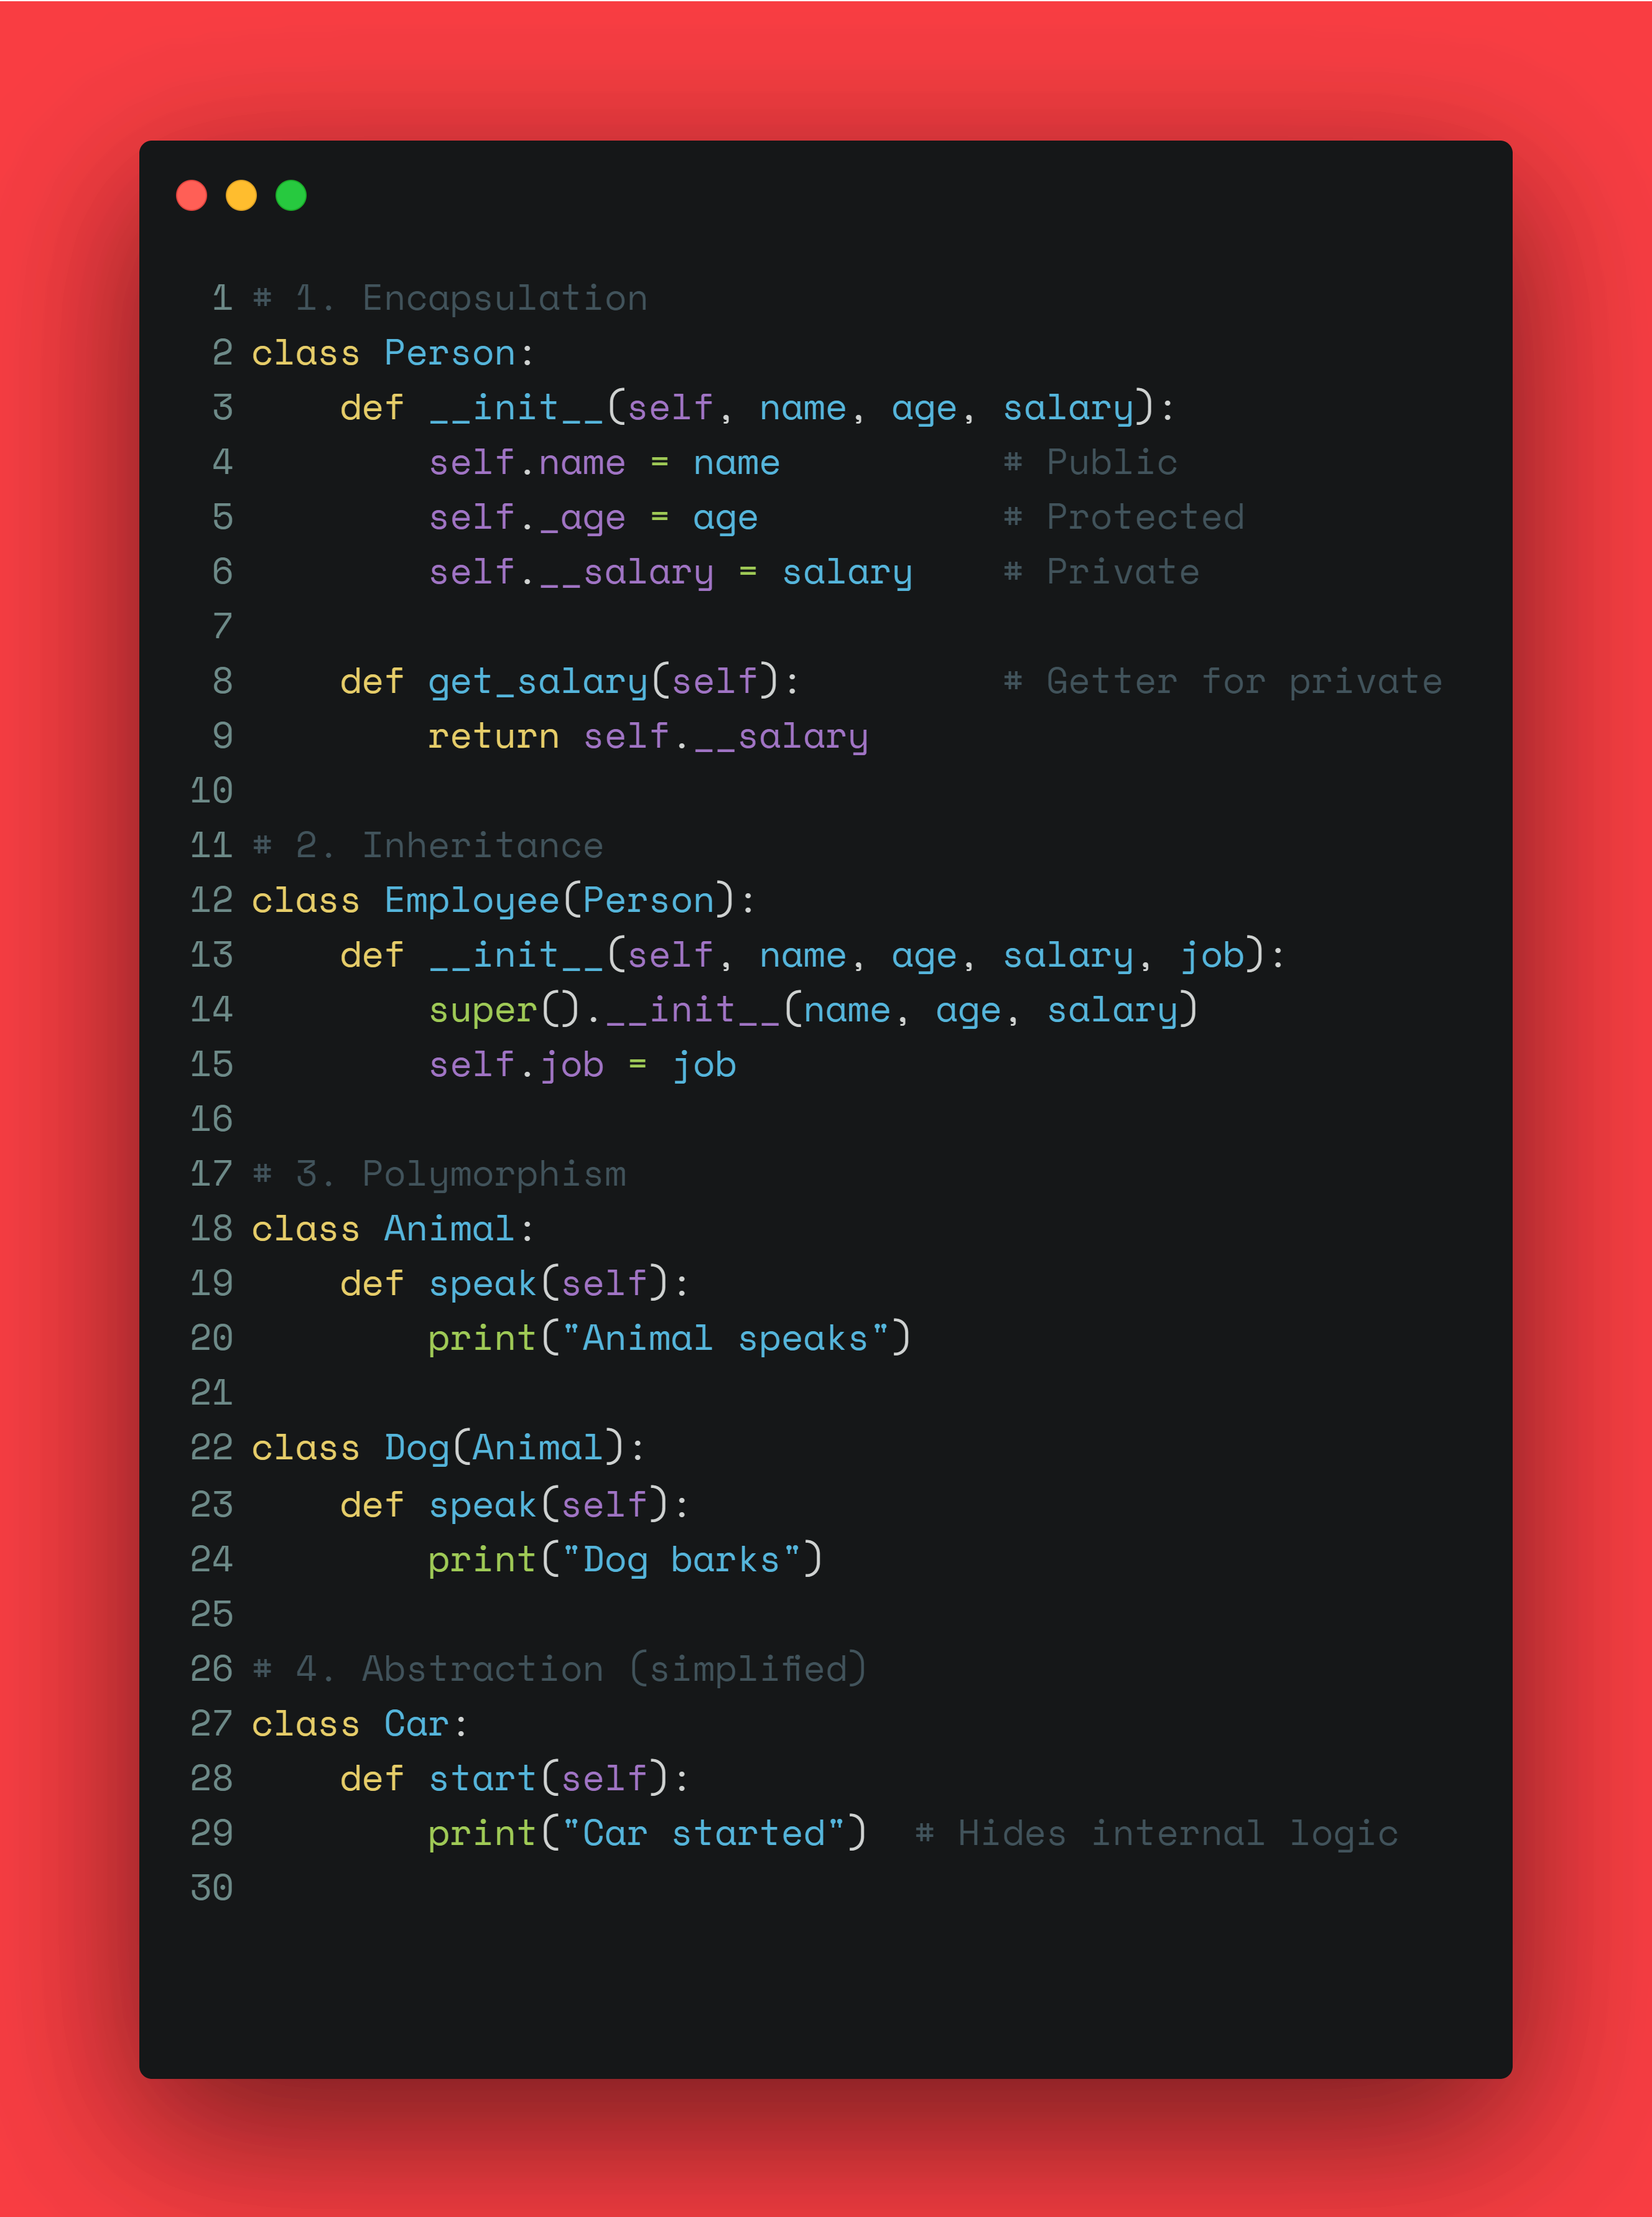 1 # 1. Encapsulation
2 class Person:
3     def __init__(self, name, age, salary):
4         self.name = name          # Public
5         self._age = age           # Protected
6         self.__salary = salary    # Private
7
8     def get_salary(self):         # Getter for private
9         return self.__salary
10
11 # 2. Inheritance
12 class Employee(Person):
13     def __init__(self, name, age, salary, job):
14         super().__init__(name, age, salary)
15         self.job = job
16
17 # 3. Polymorphism
18 class Animal:
19     def speak(self):
20         print("Animal speaks")
21
22 class Dog(Animal):
23     def speak(self):
24         print("Dog barks")
25
26 # 4. Abstraction (simplified)
27 class Car:
28     def start(self):
29         print("Car started")  # Hides internal logic
30